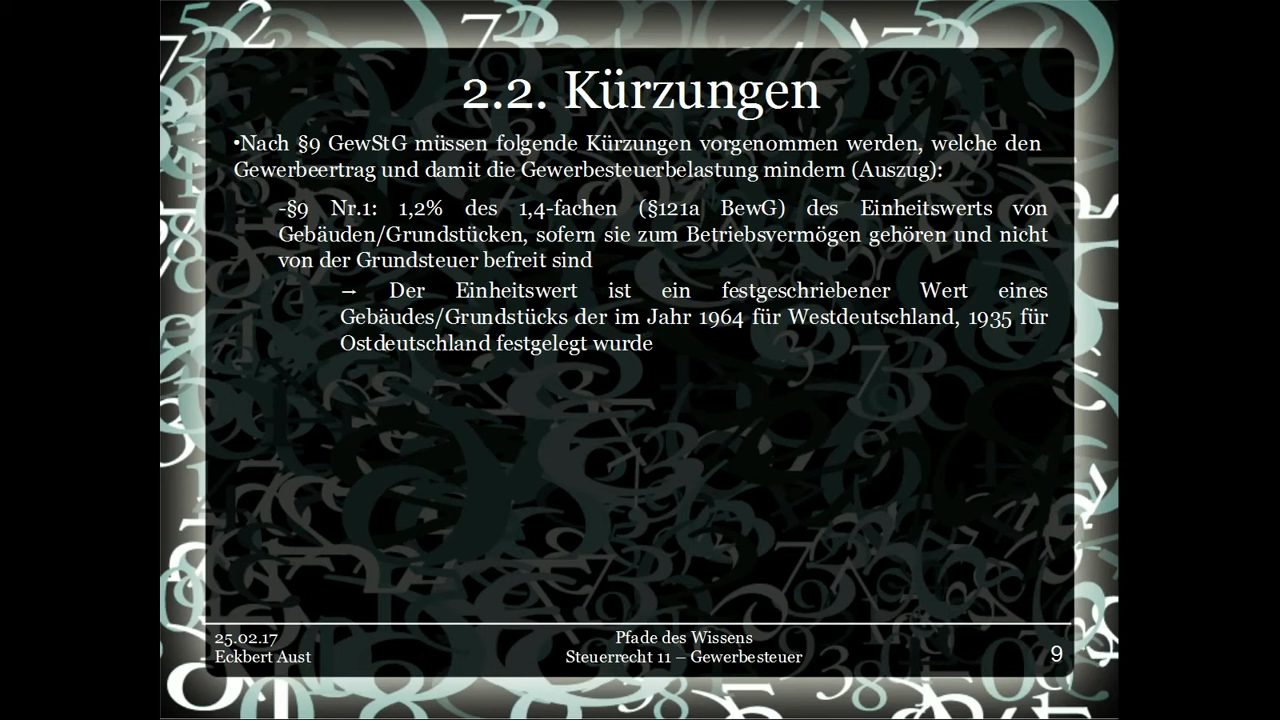 2.2. Kürzungen
•Nach §9 GewStG müssen folgende Kürzungen vorgenommen werden, welche den
Gewerbeertrag und damit die Gewerbesteuerbelastung mindern (Auszug):
-§9 Nr.1: 1,2% des 1,4-fachen (§121a BewG) des Einheitswerts von
Gebäuden/Grundstücken, sofern sie zum Betriebsvermögen gehören und nicht
von der Grundsteuer befreit sind
→ Der Einheitswert ist ein festgeschriebener Wert eines
Gebäudes/Grundstücks der im Jahr 1964 für Westdeutschland, 1935 für
Ostdeutschland festgelegt wurde
25.02.17
Eckbert Aust
Pfade des Wissens
Steuerrecht 11 – Gewerbesteuer
9